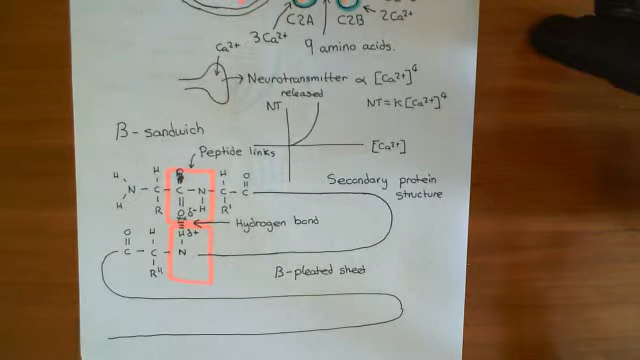 C2A C2B
3Ca²⁺ 2Ca²⁺
9 amino acids.
Ca²⁺
Neurotransmitter ∝ [Ca²⁺]⁴
released
NT
NT = K[Ca²⁺]⁴
[Ca²⁺]
β-sandwich
Peptide links
H H H O
H N C C N C C
H R O δ- H R'
Secondary protein
structure
Hydrogen bond
O H H δ+
C C N
R"
β-pleated sheet